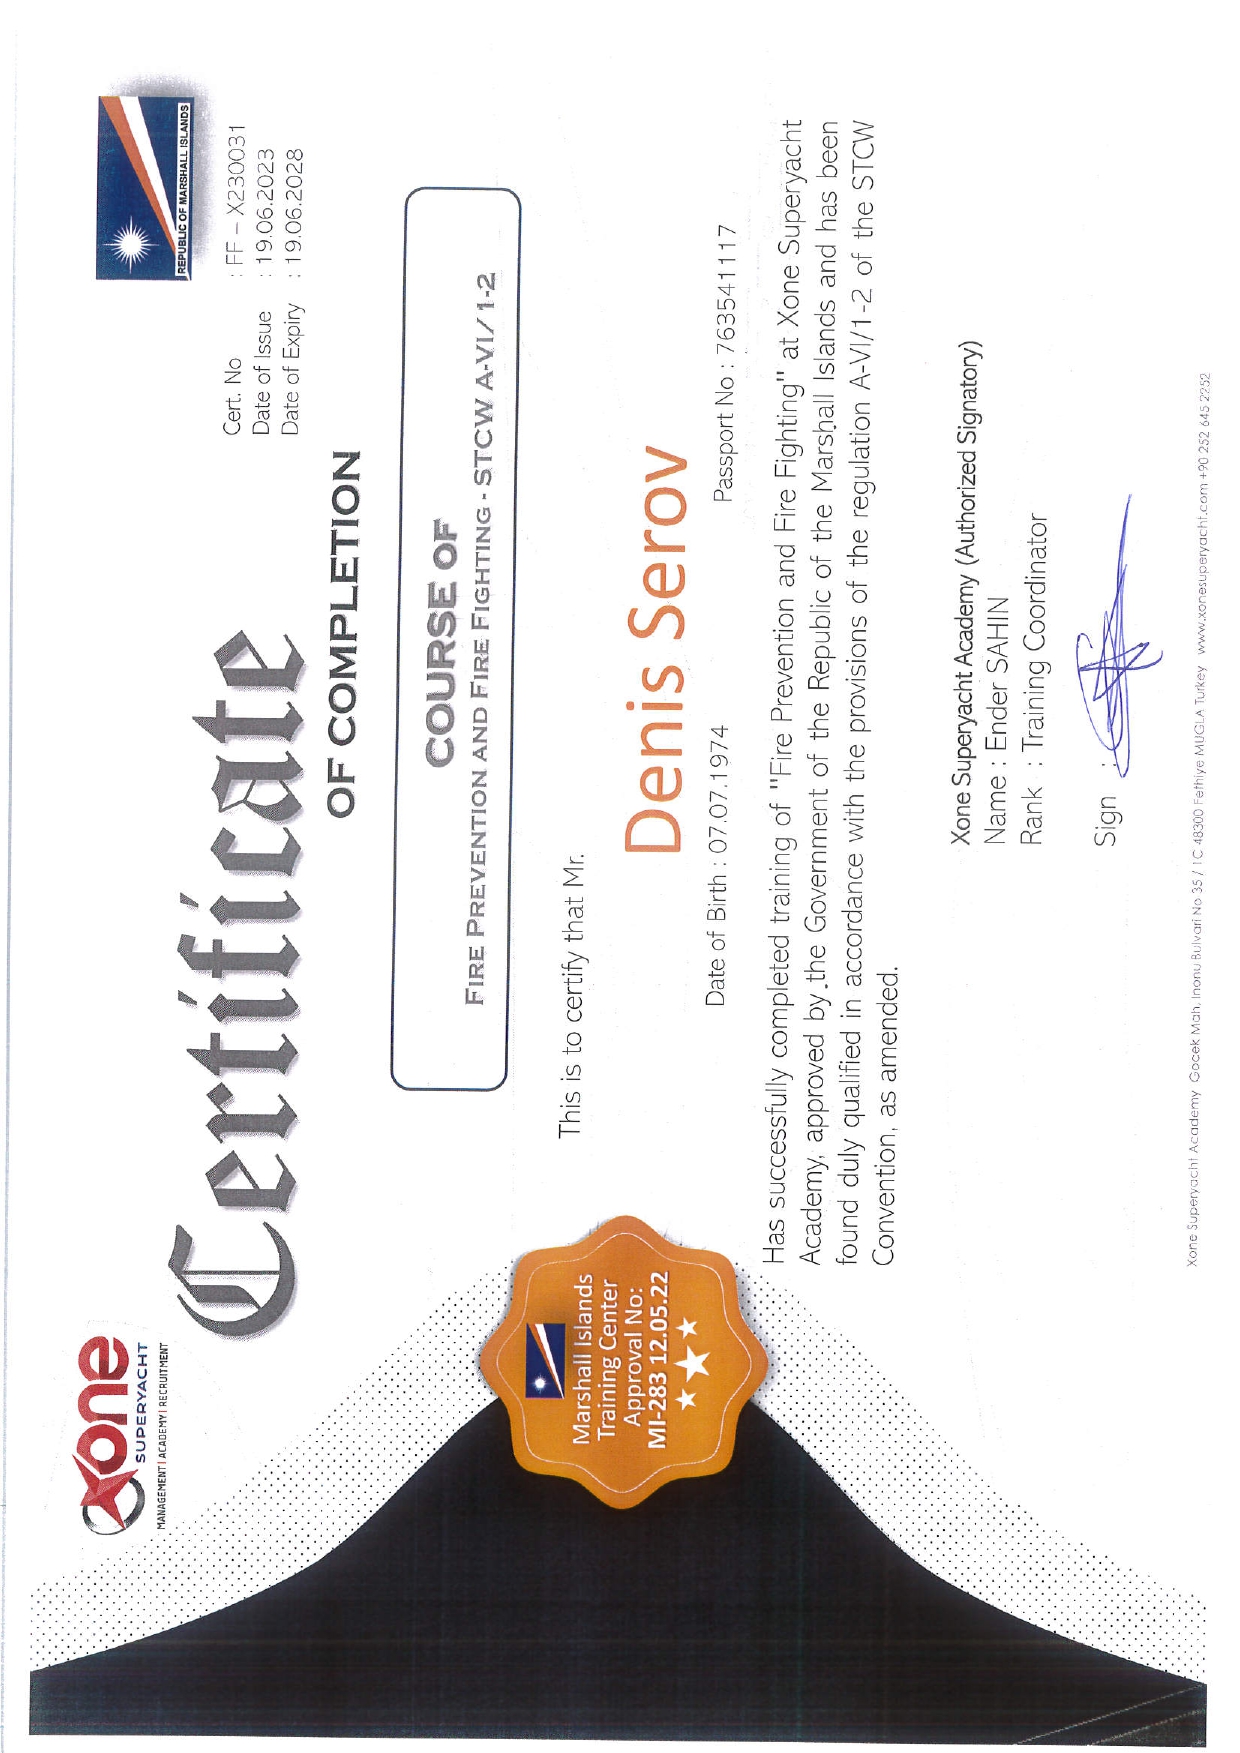 xone
SUPERYACHT
MANAGEMENT| ACADEMY| RECRUITMENT
REPUBLIC OF MARSHALL ISLANDS
Certificate
OF COMPLETION
Cert. No : FF – X230031
Date of Issue : 19.06.2023
Date of Expiry : 19.06.2028
COURSE OF
FIRE PREVENTION AND FIRE FIGHTING - STCW A-VI/ 1-2
Marshall Islands
Training Center
Approval No:
MI-283 12.05.22
This is to certify that Mr.
Denis Serov
Date of Birth : 07.07.1974
Passport No : 763541117
Has successfully completed training of "Fire Prevention and Fire Fighting" at Xone Superyacht
Academy, approved by the Government of the Republic of the Marshall Islands and has been
found duly qualified in accordance with the provisions of the regulation A-VI/1-2 of the STCW
Convention, as amended.
Xone Superyacht Academy (Authorized Signatory)
Name : Ender SAHIN
Rank : Training Coordinator
Sign :
Xone Superyacht Academy Gocek Mah, Inonu Bulvari No 35 / 1C 48300 Fethiye MUGLA Turkey www.xonesuperyacht.com +90 252 645 2252